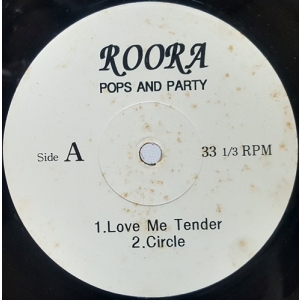 ROORA
POPS AND PARTY
Side A
33 1/3 RPM
1.Love Me Tender
2.Circle